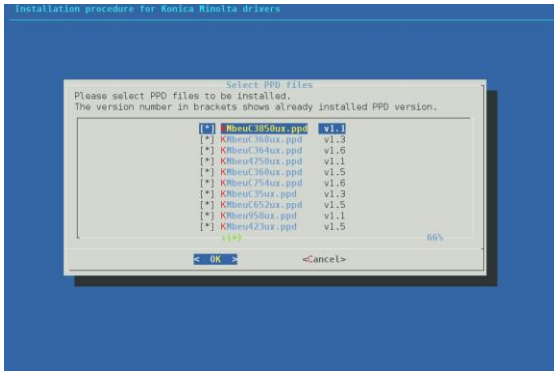 Installation procedure for Konica Minolta drivers
Select PPD files
Please select PPD files to be installed.
The version number in brackets shows already installed PPD version.
[*] KMbeuC3850ux.ppd v1.1
[*] KMbeuC368ux.ppd v1.3
[*] KMbeuC364ux.ppd v1.6
[*] KMbeu4750ux.ppd v1.1
[*] KMbeuC360ux.ppd v1.5
[*] KMbeuC754ux.ppd v1.6
[*] KMbeuC35ux.ppd v1.3
[*] KMbeuC652ux.ppd v1.5
[*] KMbeu958ux.ppd v1.1
[*] KMbeu423ux.ppd v1.5
↓(+) 66%
< OK > <Cancel>